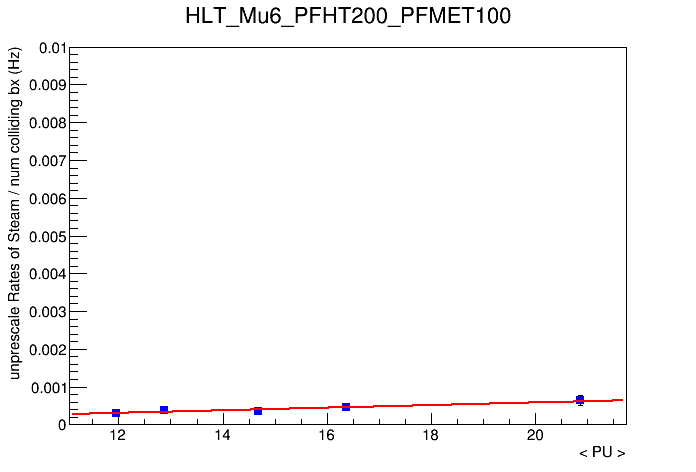 HLT_Mu6_PFHT200_PFMET100
unprescale Rates of Steam / num colliding bx (Hz)
0.01
0.009
0.008
0.007
0.006
0.005
0.004
0.003
0.002
0.001
0
12 14 16 18 20
< PU >